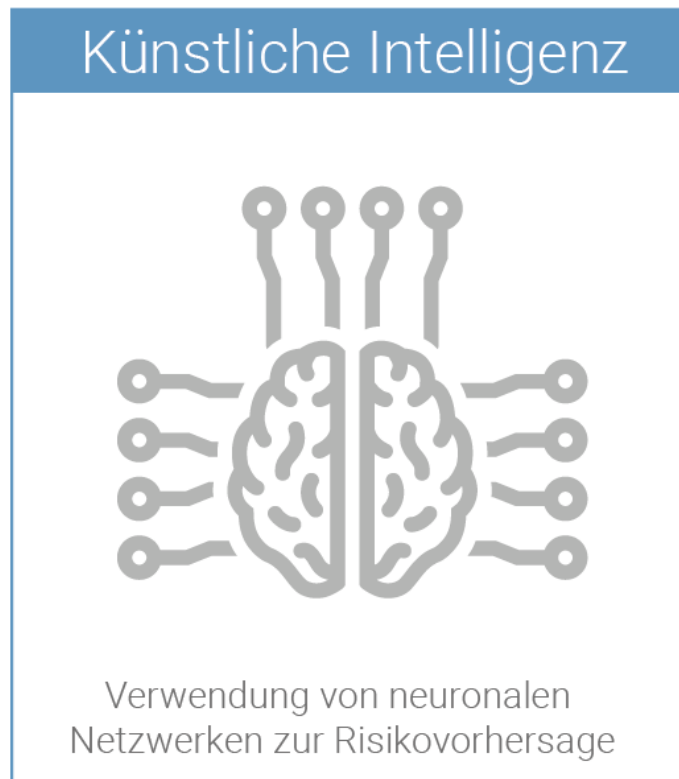 Künstliche Intelligenz
Verwendung von neuronalen
Netzwerken zur Risikovorhersage